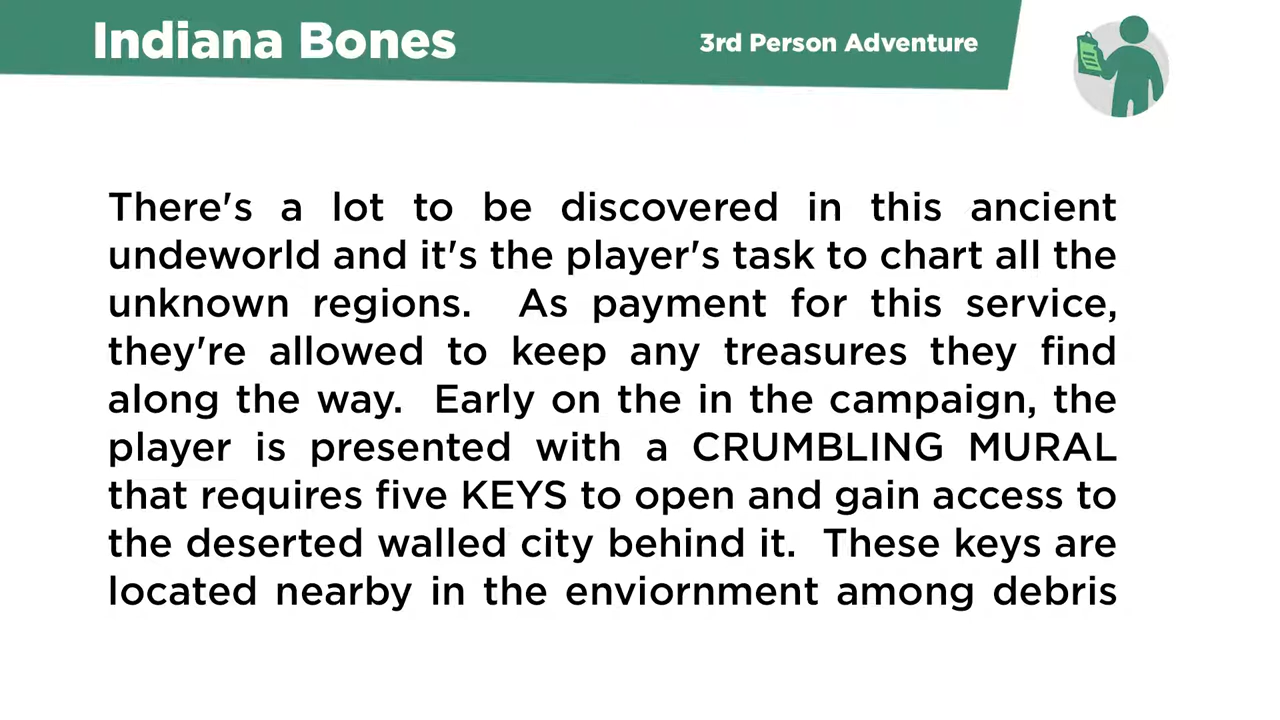 Indiana Bones
3rd Person Adventure
There's a lot to be discovered in this ancient
undeworld and it's the player's task to chart all the
unknown regions. As payment for this service,
they're allowed to keep any treasures they find
along the way. Early on the in the campaign, the
player is presented with a CRUMBLING MURAL
that requires five KEYS to open and gain access to
the deserted walled city behind it. These keys are
located nearby in the enviornment among debris